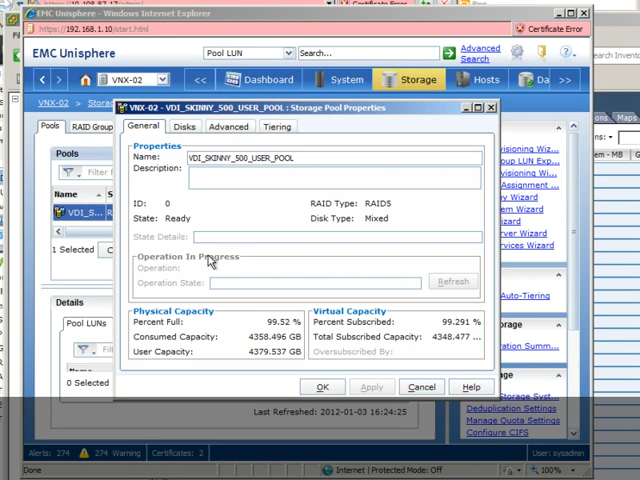 EMC Unisphere - Windows Internet Explorer
https://192.168.1.10/start.html
Certificate Error
EMC Unisphere
Pool LUN
Search...
Advanced Search
VNX-02
<<
Dashboard
System
Storage
Hosts
Da
>>
VNX-02
VNX-02 - VDI_SKINNY_500_USER_POOL : Storage Pool Properties
General
Disks
Advanced
Tiering
Pools
RAID Group
Pools
Name
VDI_S...
1 Selected
Details
Pool LUNs
0 Selected
Properties
Name:
VDI_SKINNY_500_USER_POOL
Description:
ID:
0
RAID Type:
RAID5
State:
Ready
Disk Type:
Mixed
State Details:
Operation In Progress
Operation:
Operation State:
Refresh
Physical Capacity
Percent Full:
99.52 %
Consumed Capacity:
4358.496 GB
User Capacity:
4379.537 GB
Virtual Capacity
Percent Subscribed:
99.291 %
Total Subscribed Capacity:
4348.477 ...
Oversubscribed By:
OK
Apply
Cancel
Help
Last Refreshed: 2012-01-03 16:24:25
Auto-Tiering
Deduplication Settings
Manage Quota Settings
Configure CIFS
Alerts: 274
274 Warning
Certificates: 2
User: sysadmin
Done
Internet | Protected Mode: Off
100%
Maps